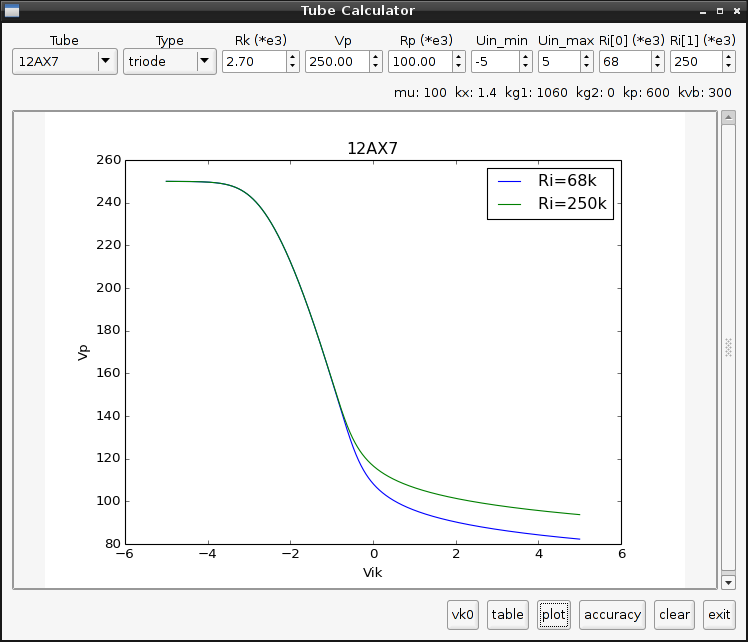 Tube Calculator
Tube Type Rk (*e3) Vp Rp (*e3) Uin_min Uin_max Ri[0] (*e3) Ri[1] (*e3)
12AX7 triode 2.70 250.00 100.00 -5 5 68 250
mu: 100 kx: 1.4 kg1: 1060 kg2: 0 kp: 600 kvb: 300
12AX7
260
240
220
200
180
160
140
120
100
80
Vp
Ri=68k
Ri=250k
−6 −4 −2 0 2 4 6
Vik
vk0 table plot accuracy clear exit